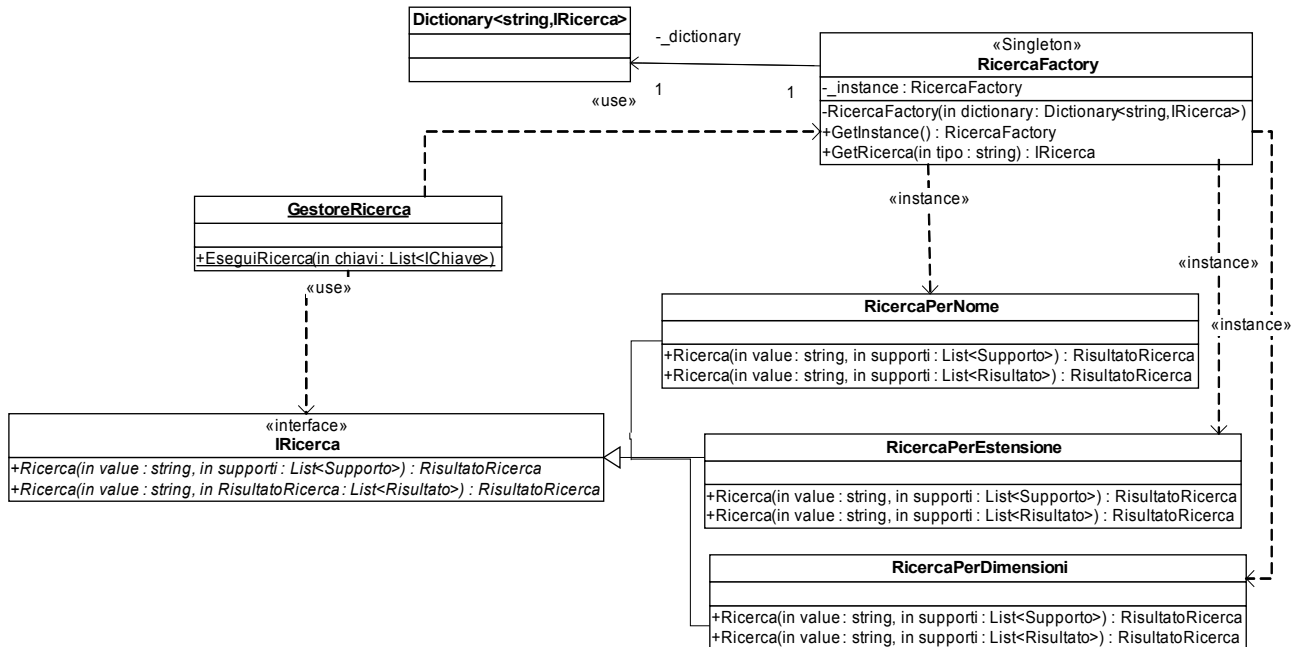 Dictionary<string,IRicerca>
-_dictionary
1
1
«Singleton»
RicercaFactory
-_instance : RicercaFactory
-RicercaFactory(in dictionary : Dictionary<string,IRicerca>)
+GetInstance() : RicercaFactory
+GetRicerca(in tipo : string) : IRicerca
«use»
GestoreRicerca
+EseguiRicerca(in chiavi : List<IChiave>)
«use»
«instance»
«instance»
«instance»
RicercaPerNome
+Ricerca(in value : string, in supporti : List<Supporto>) : RisultatoRicerca
+Ricerca(in value : string, in supporti : List<Risultato>) : RisultatoRicerca
«interface»
IRicerca
+Ricerca(in value : string, in supporti : List<Supporto>) : RisultatoRicerca
+Ricerca(in value : string, in RisultatoRicerca : List<Risultato>) : RisultatoRicerca
RicercaPerEstensione
+Ricerca(in value : string, in supporti : List<Supporto>) : RisultatoRicerca
+Ricerca(in value : string, in supporti : List<Risultato>) : RisultatoRicerca
RicercaPerDimensioni
+Ricerca(in value : string, in supporti : List<Supporto>) : RisultatoRicerca
+Ricerca(in value : string, in supporti : List<Risultato>) : RisultatoRicerca